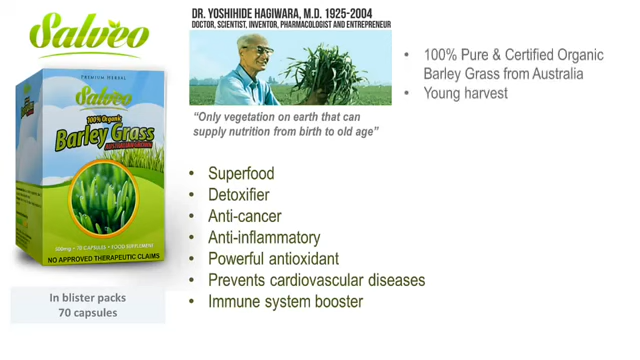 Salveo
DR. YOSHIHIDE HAGIWARA, M.D. 1925-2004
DOCTOR, SCIENTIST, INVENTOR, PHARMACOLOGIST AND ENTREPRENEUR
“Only vegetation on earth that can
supply nutrition from birth to old age”
• 100% Pure & Certified Organic
Barley Grass from Australia
• Young harvest
PREMIUM HERBAL
Salveo
100% Organic
Barley Grass
500mg • 70 CAPSULES • FOOD SUPPLEMENT
NO APPROVED THERAPEUTIC CLAIMS
In blister packs
70 capsules
• Superfood
• Detoxifier
• Anti-cancer
• Anti-inflammatory
• Powerful antioxidant
• Prevents cardiovascular diseases
• Immune system booster